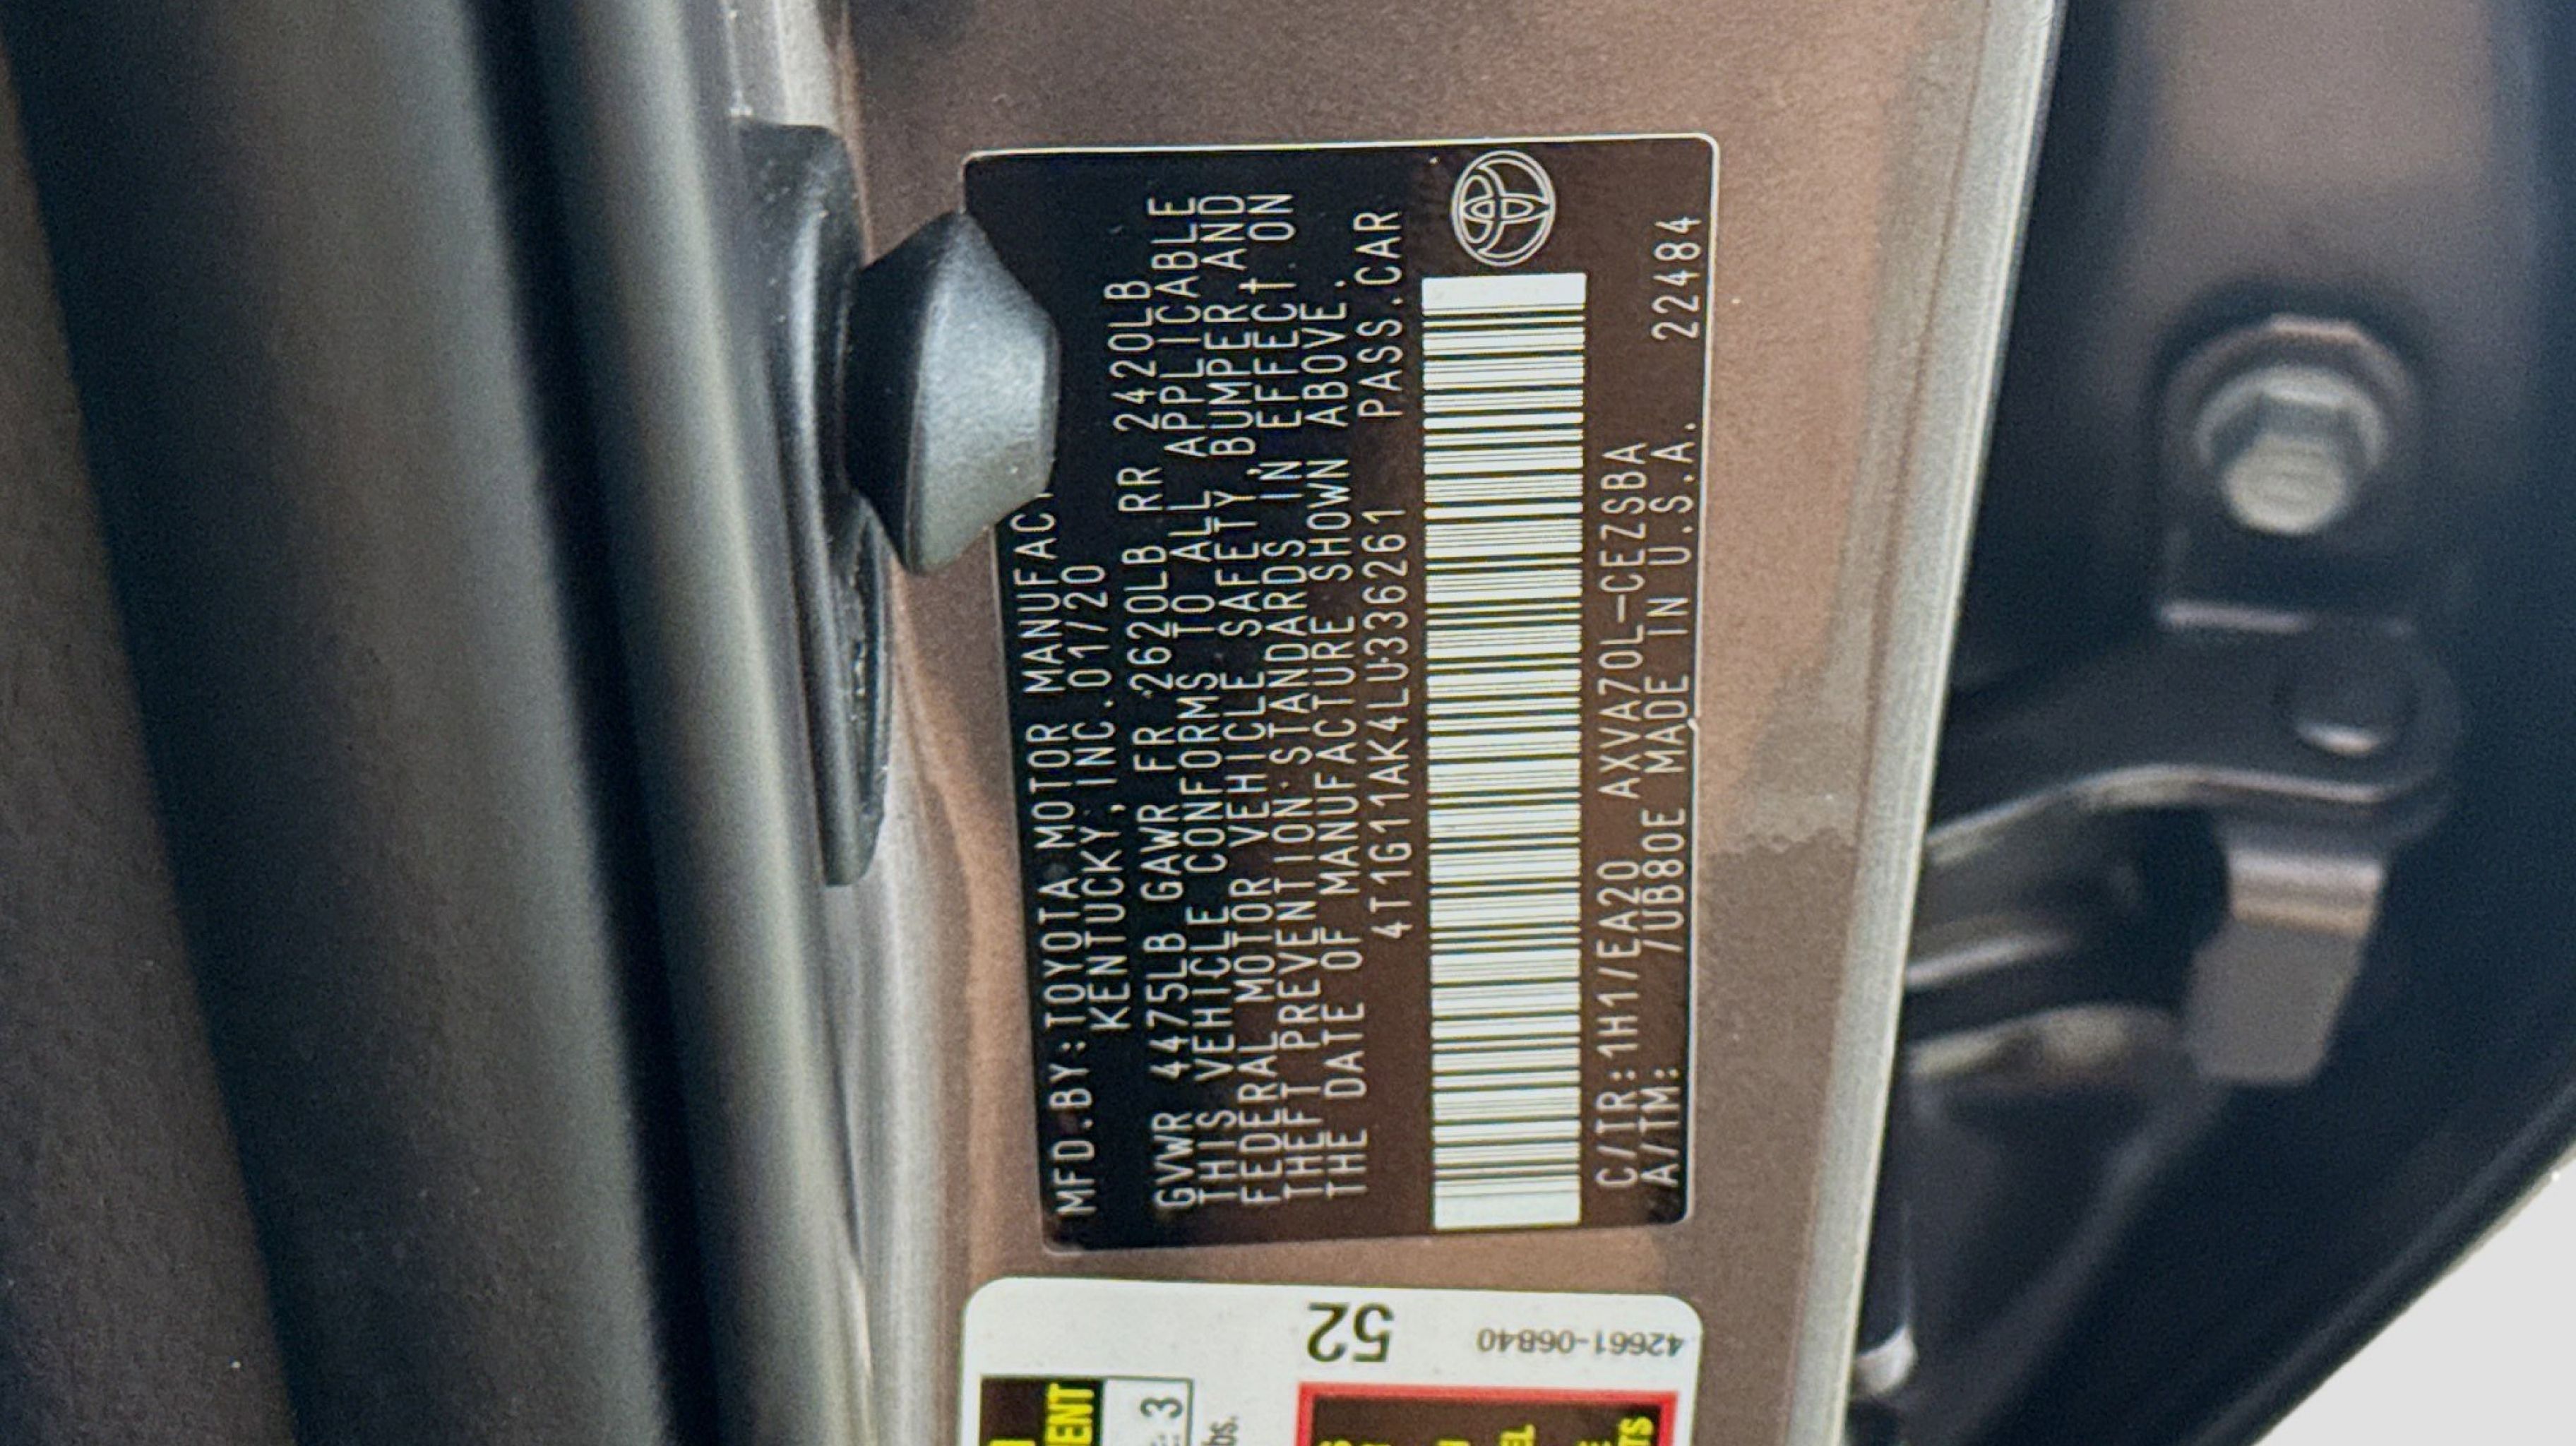 MFD.BY:TOYOTA MOTOR
KENTUCKY, INC. 01/20
GVWR 4475LB GAWR FR 2620LB RR 2420LB
THIS VEHICLE CONFORMS TO ALL APPLICABLE
FEDERAL MOTOR VEHICLE SAFETY, BUMPER, AND
THEFT PREVENTION STANDARDS IN EFFECT ON
THE DATE OF MANUFACTURE SHOWN ABOVE.
4T1G11AK4LU336261 PASS.CAR
C/TR:1H1/EA20 AXVA70L-CEZSBA
A/TM: /UB80E MADE IN U.S.A. 22484
52
42661-06B40
3